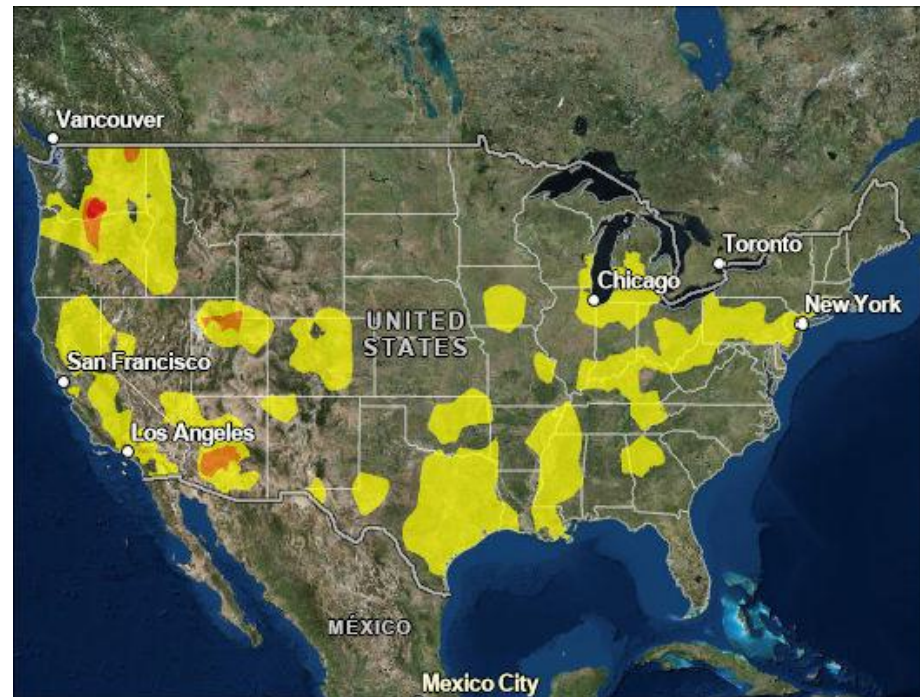 Vancouver
Toronto
Chicago
New York
UNITED
STATES
San Francisco
Los Angeles
MÉXICO
Mexico City